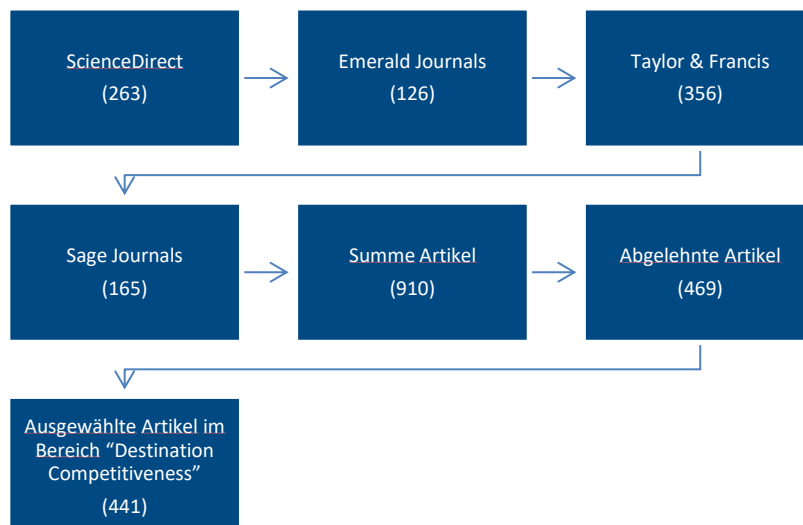 ScienceDirect
(263)
Emerald Journals
(126)
Taylor & Francis
(356)
Sage Journals
(165)
Summe Artikel
(910)
Abgelehnte Artikel
(469)
Ausgewählte Artikel im
Bereich “Destination
Competitiveness”
(441)